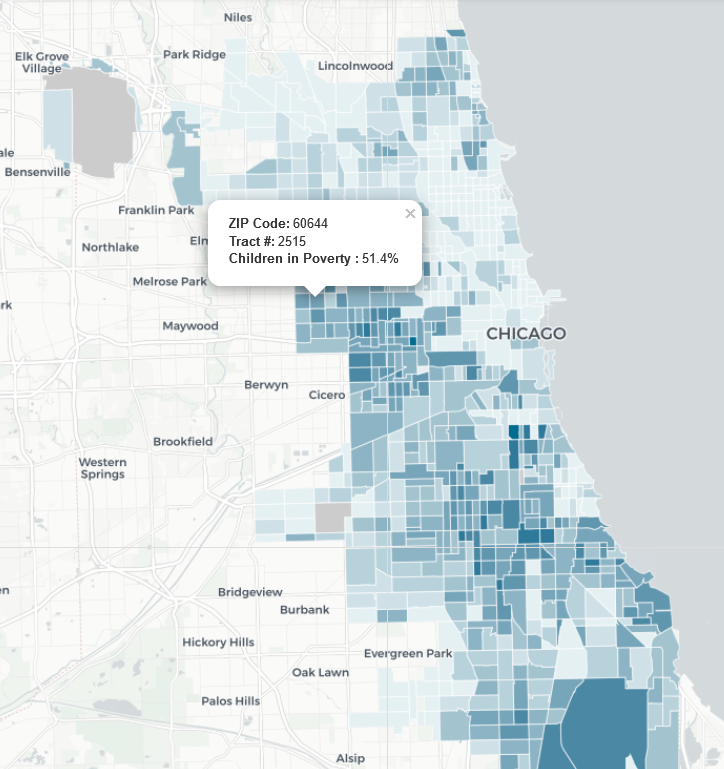 Niles
Elk Grove
Village
Park Ridge
Lincolnwood
ale
Bensenville
Franklin Park
Northlake
Elm
ZIP Code: 60644
×
Tract #: 2515
Children in Poverty : 51.4%
Melrose Park
rk
Maywood
CHICAGO
Berwyn
Cicero
Brookfield
Western
Springs
en
Bridgeview
Burbank
Hickory Hills
Evergreen Park
Oak Lawn
Palos Hills
Alsip